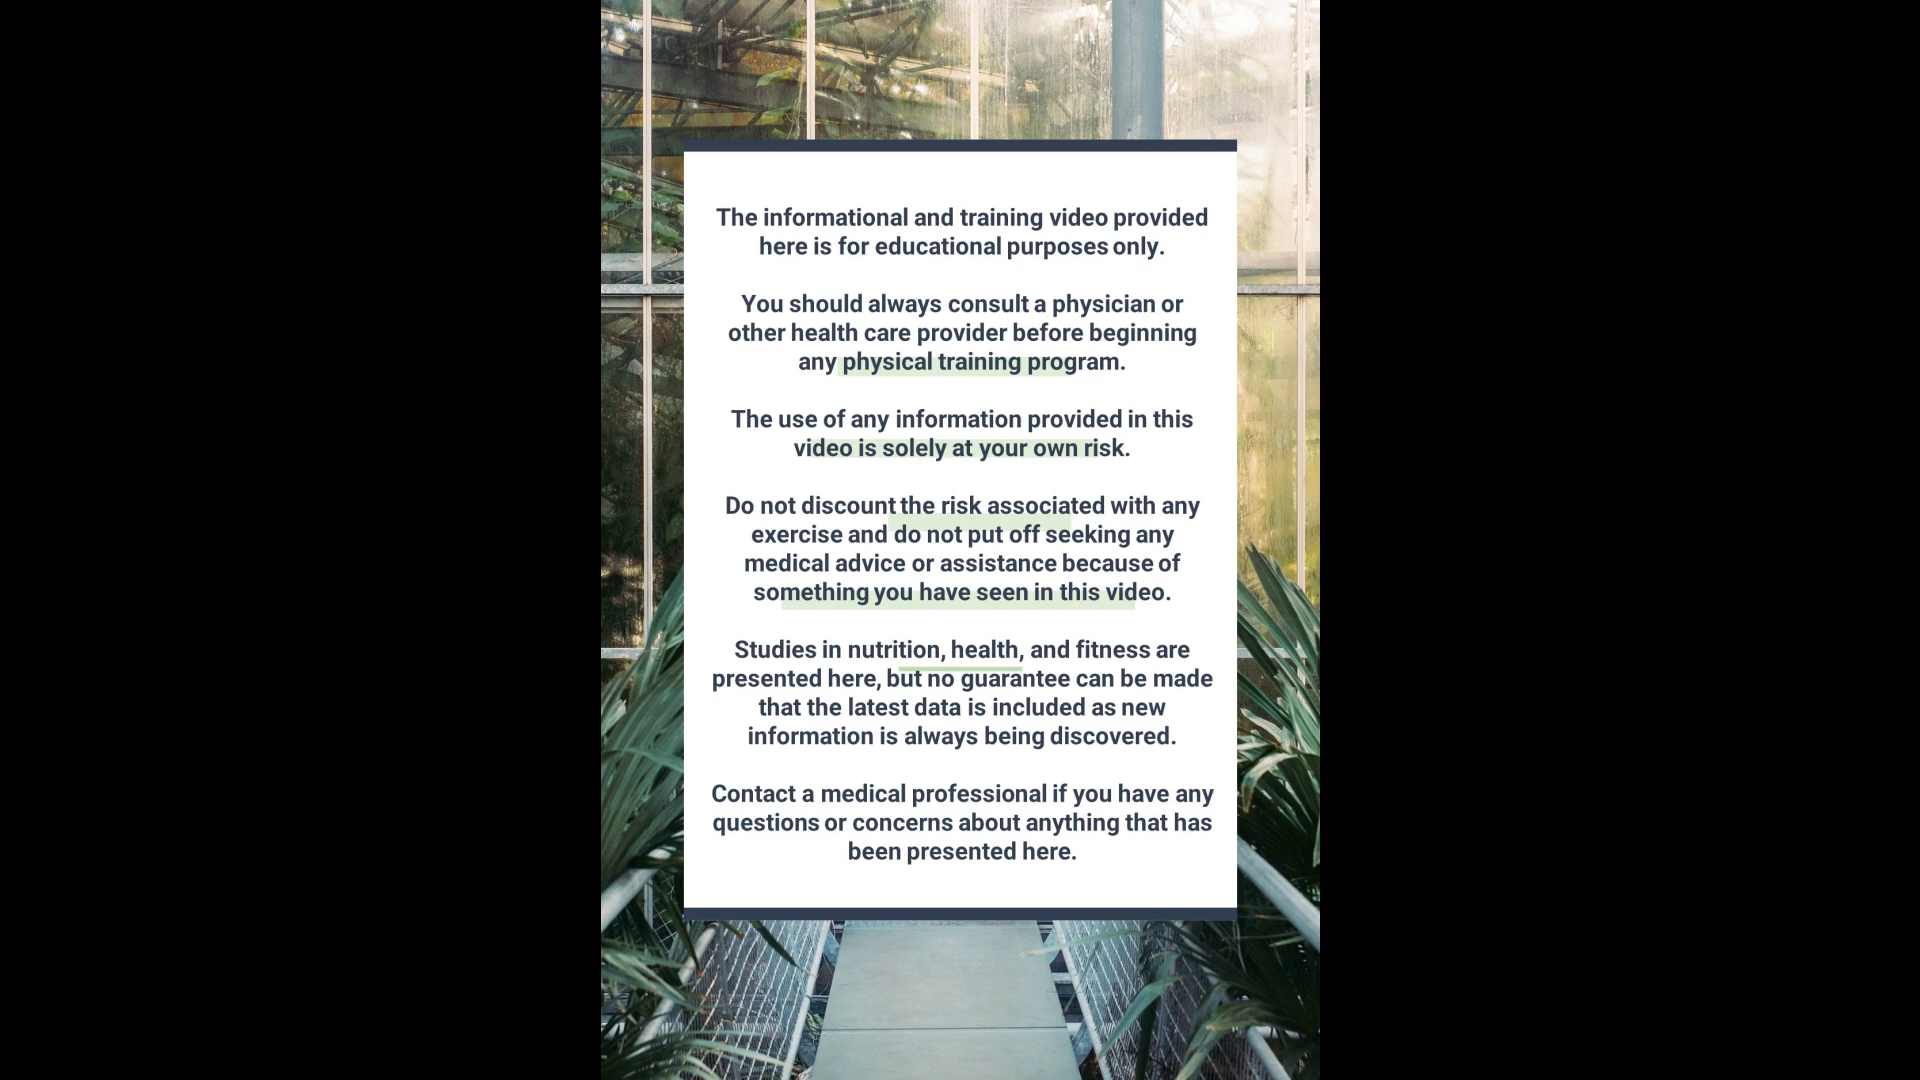 The informational and training video provided
here is for educational purposes only.
You should always consult a physician or
other health care provider before beginning
any physical training program.
The use of any information provided in this
video is solely at your own risk.
Do not discount the risk associated with any
exercise and do not put off seeking any
medical advice or assistance because of
something you have seen in this video.
Studies in nutrition, health, and fitness are
presented here, but no guarantee can be made
that the latest data is included as new
information is always being discovered.
Contact a medical professional if you have any
questions or concerns about anything that has
been presented here.